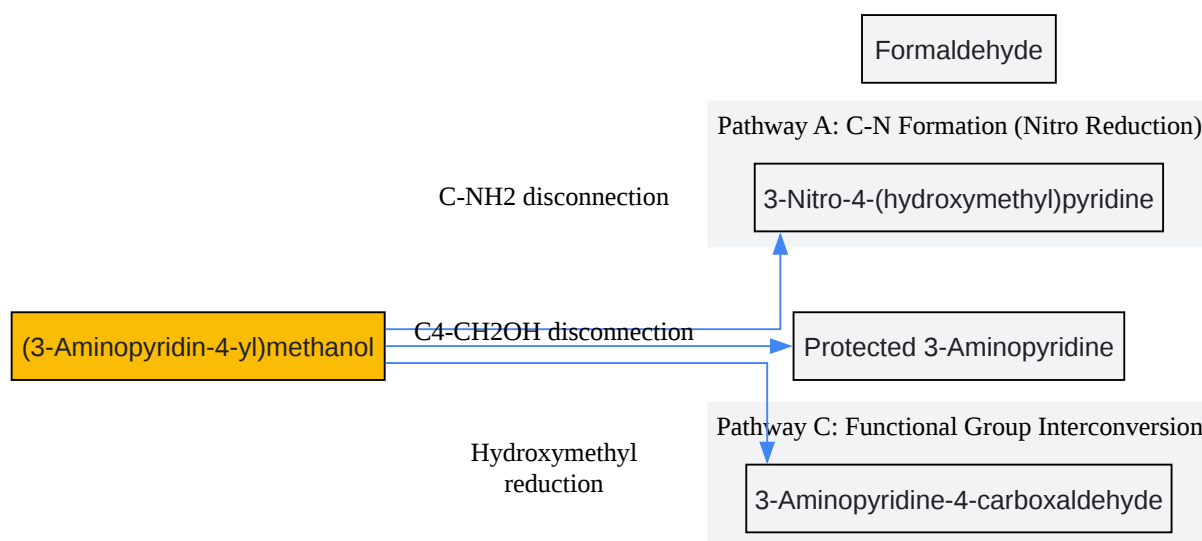 Formaldehyde
Pathway A: C-N Formation (Nitro Reduction)
C-NH2 disconnection
3-Nitro-4-(hydroxymethyl)pyridine
(3-Aminopyridin-4-yl)methanol
C4-CH2OH disconnection
Protected 3-Aminopyridine
Pathway C: Functional Group Interconversion
Hydroxymethyl
reduction
3-Aminopyridine-4-carboxaldehyde